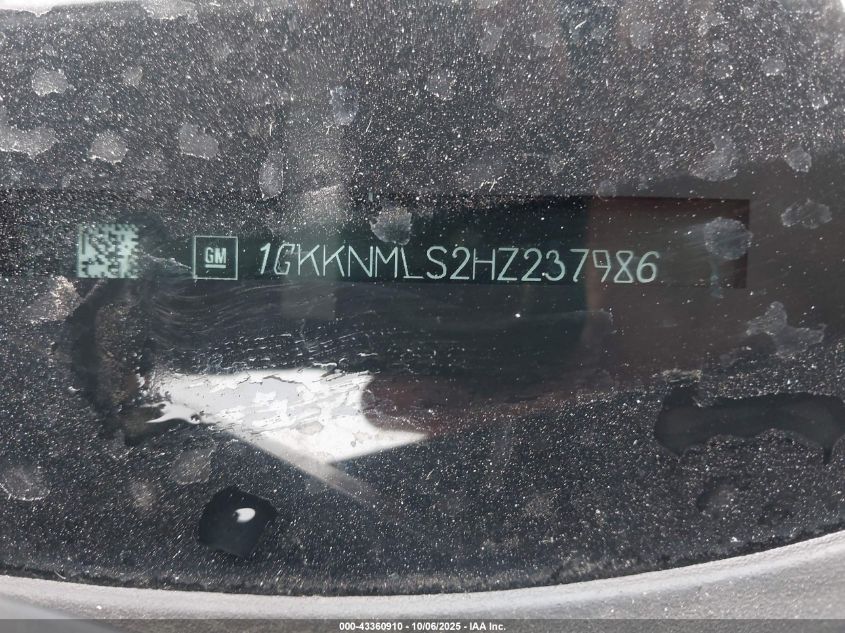 GM 1GKKNMLS2HZ237986
000-43360910 - 10/06/2025 - IAA Inc.